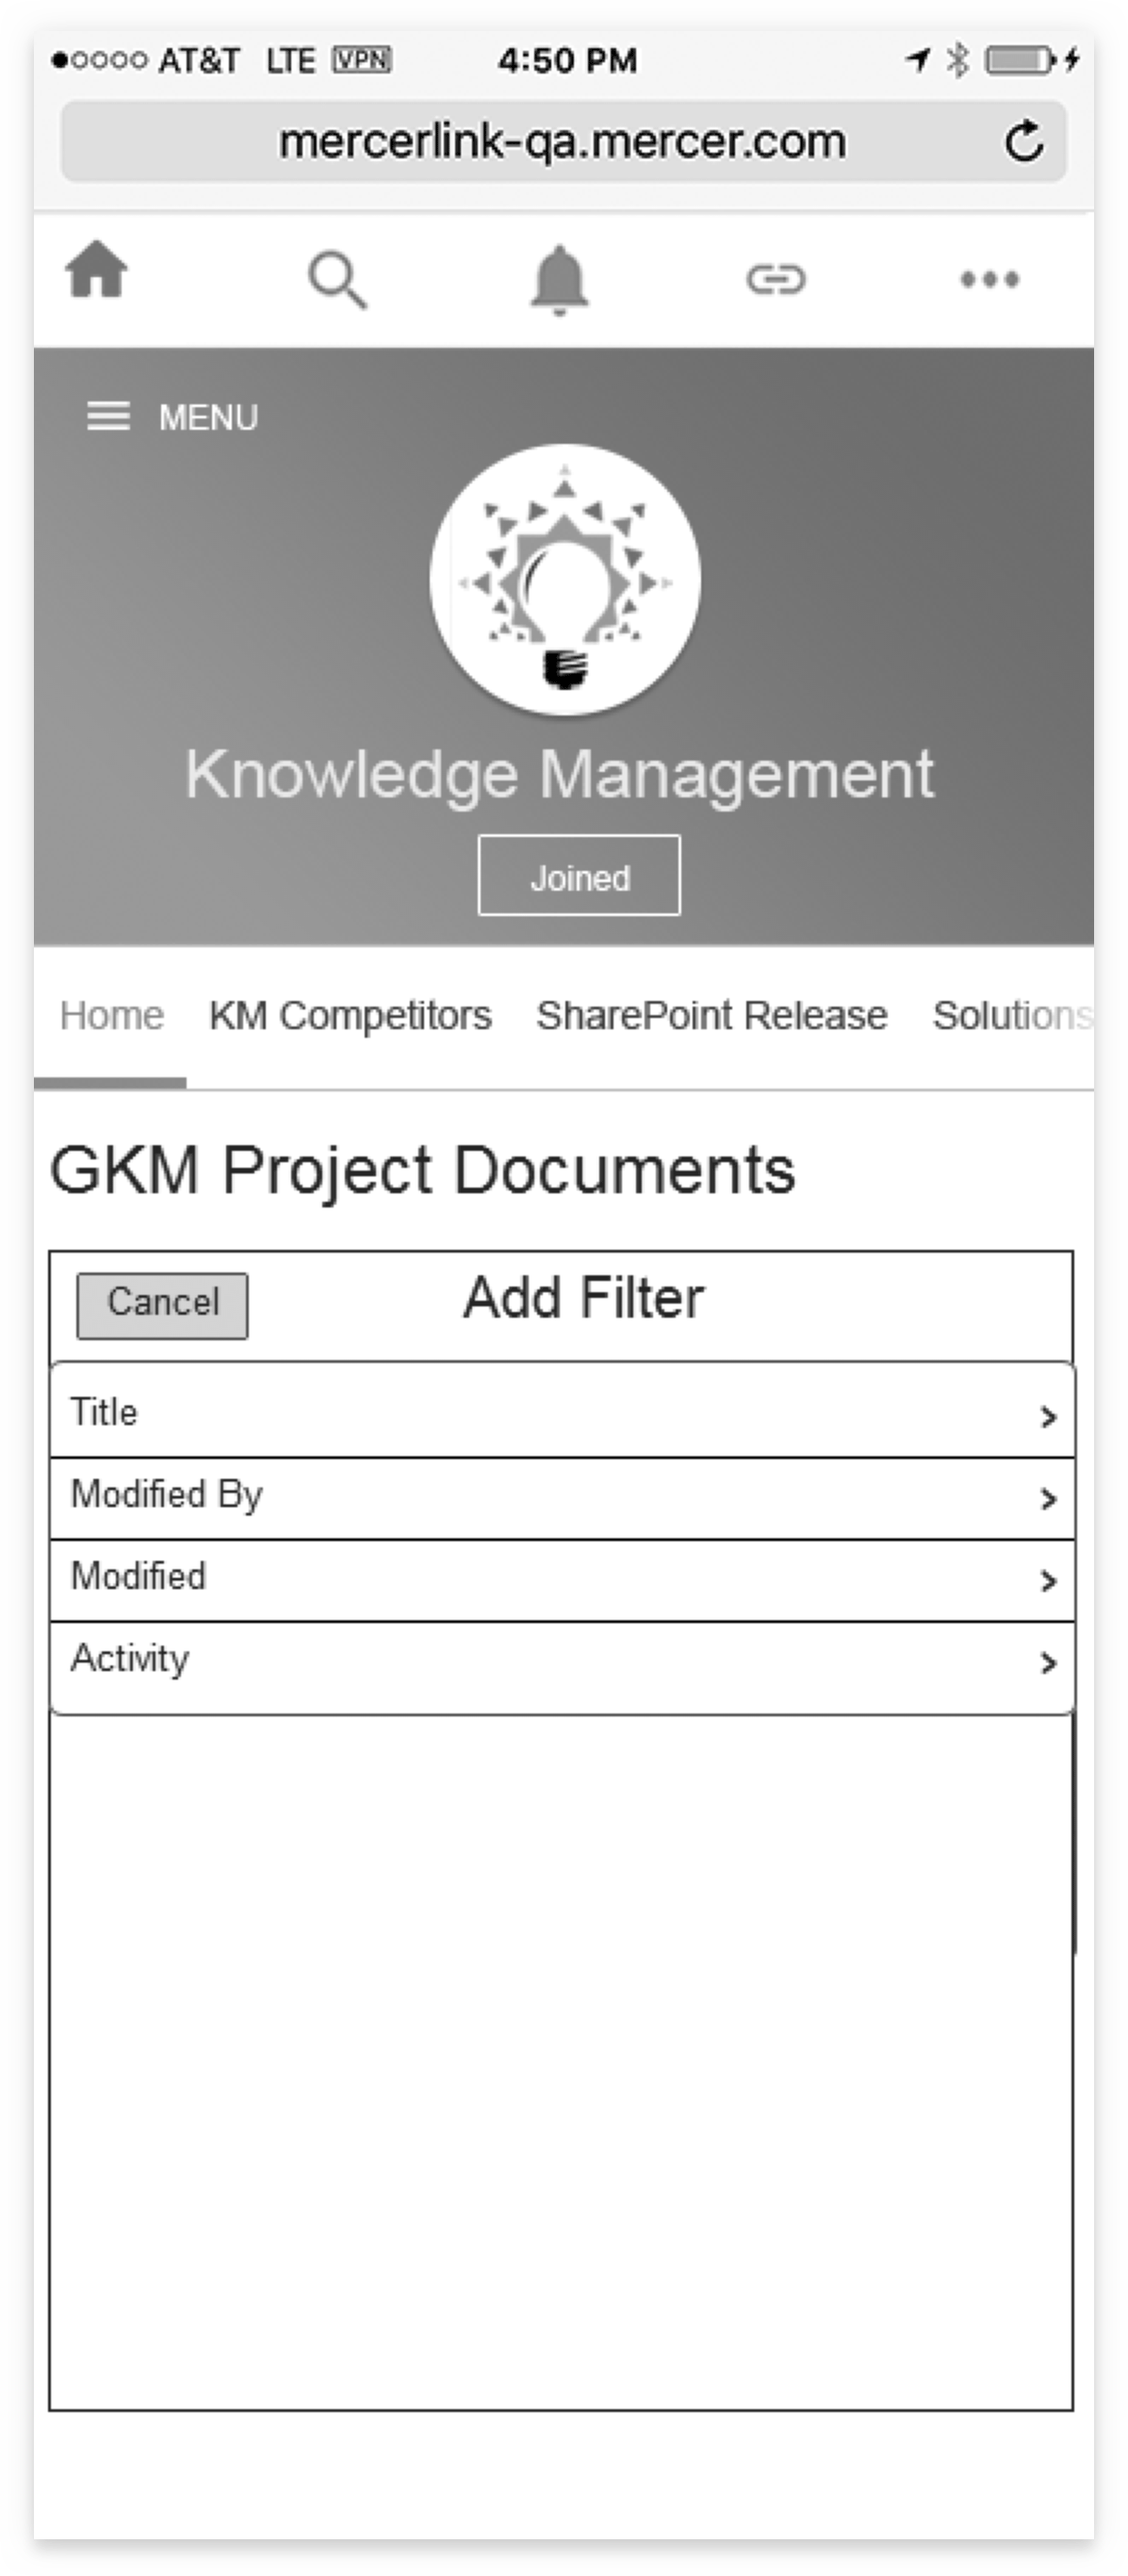 AT&T LTE VPN 4:50 PM
mercerlink-qa.mercer.com
MENU
Knowledge Management
Joined
Home KM Competitors SharePoint Release Solutions
GKM Project Documents
Cancel Add Filter
Title
Modified By
Modified
Activity